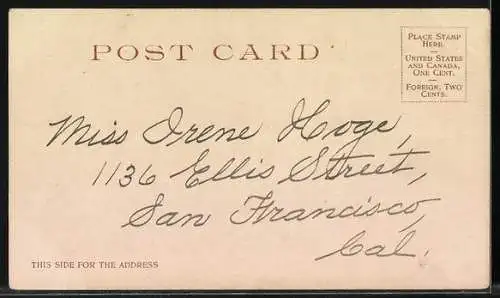 POST CARD
PLACE STAMP
HERE.
UNITED STATES
AND CANADA,
ONE CENT.
FOREIGN, TWO
CENTS.
Miss Irene Hoge,
1136 Ellis Street,
San Francisco,
Cal.
THIS SIDE FOR THE ADDRESS